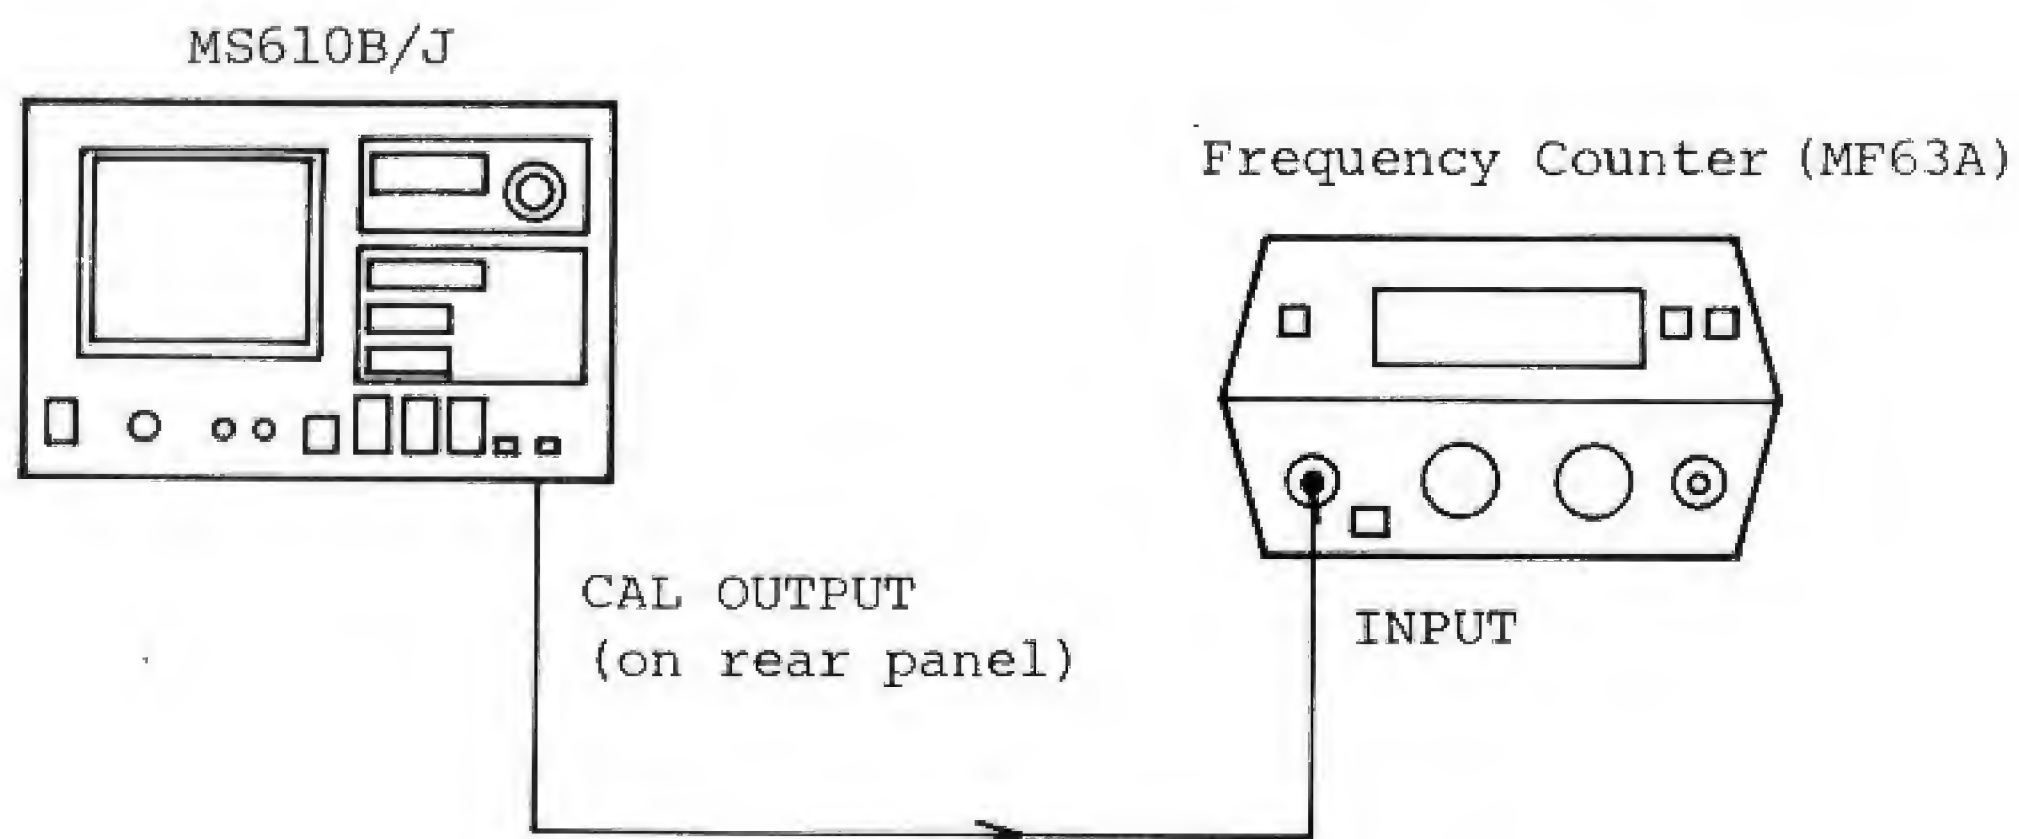 MS610B/J
Frequency Counter (MF63A)
CAL OUTPUT
(on rear panel)
INPUT